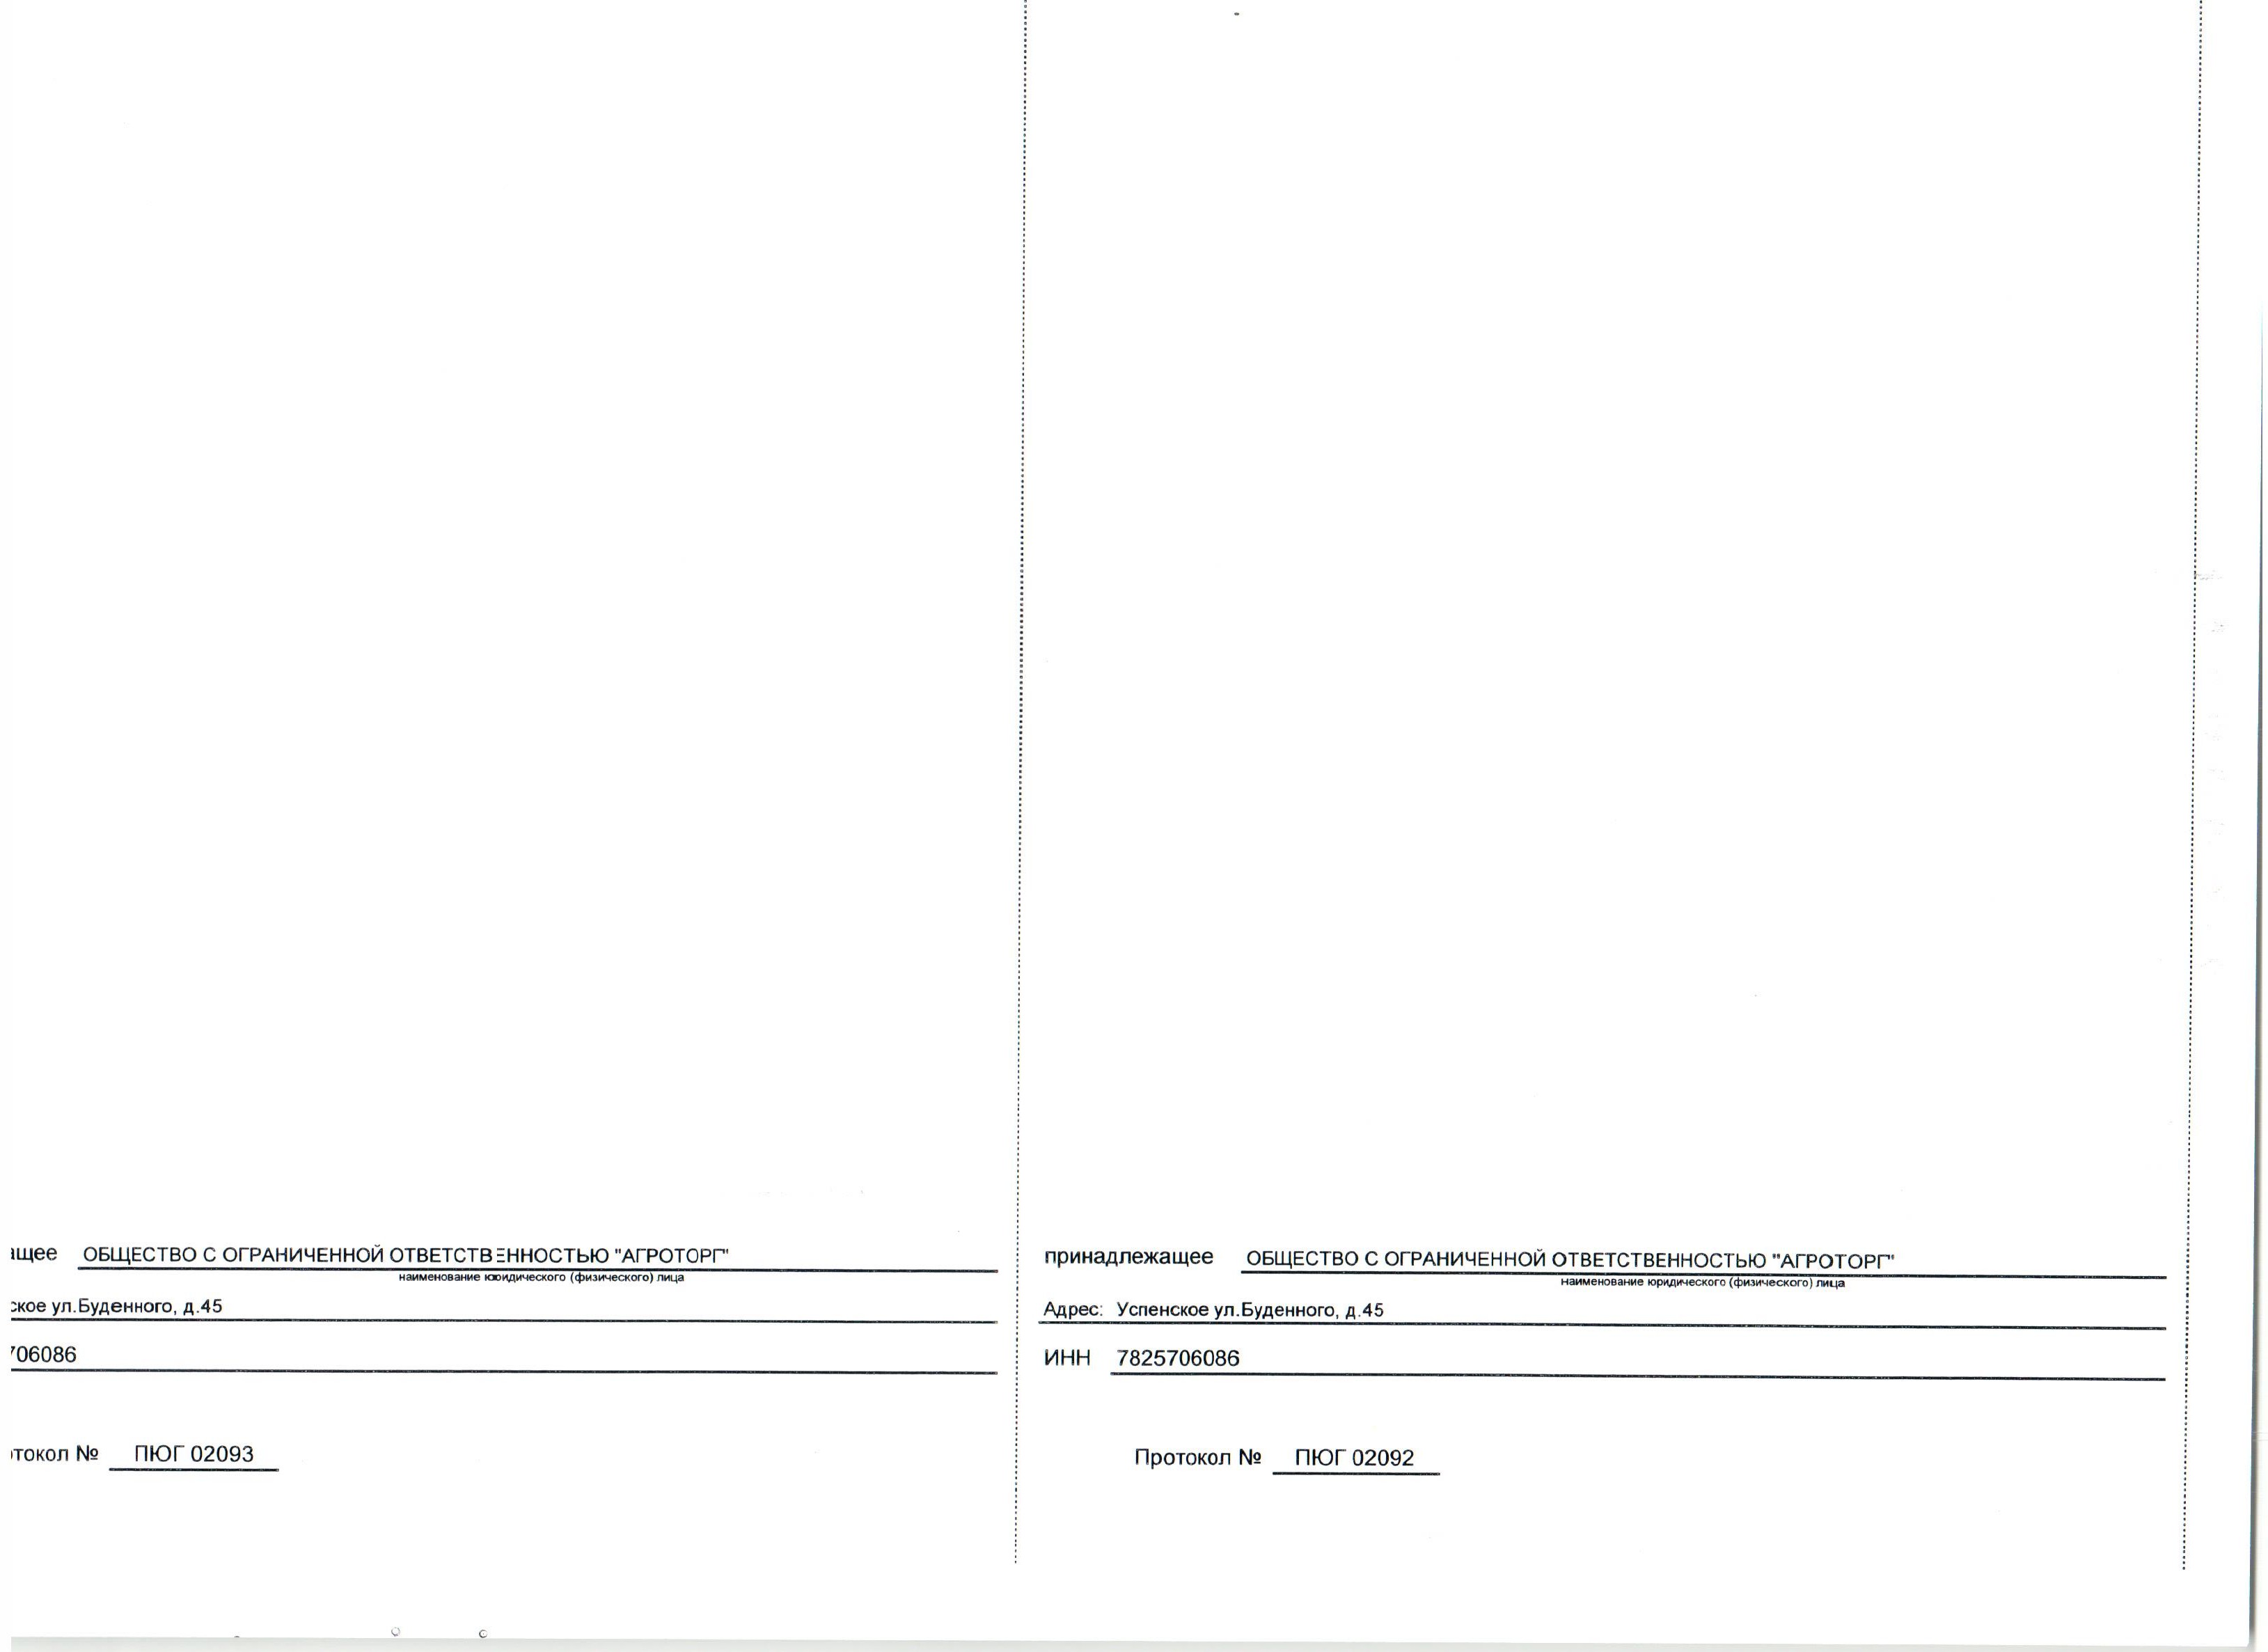 ащее ОБЩЕСТВО С ОГРАНИЧЕННОЙ ОТВЕТСТВЕННОСТЬЮ "АГРОТОРГ"
наименование юридического (физического) лица
ское ул.Буденного, д.45
706086
токол № ПЮГ 02093
принадлежащее ОБЩЕСТВО С ОГРАНИЧЕННОЙ ОТВЕТСТВЕННОСТЬЮ "АГРОТОРГ"
наименование юридического (физического) лица
Адрес: Успенское ул.Буденного, д.45
ИНН 7825706086
Протокол № ПЮГ 02092